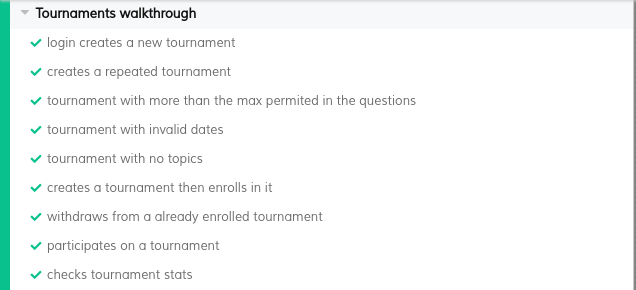 Tournaments walkthrough
login creates a new tournament
creates a repeated tournament
tournament with more than the max permited in the questions
tournament with invalid dates
tournament with no topics
creates a tournament then enrolls in it
withdraws from a already enrolled tournament
participates on a tournament
checks tournament stats